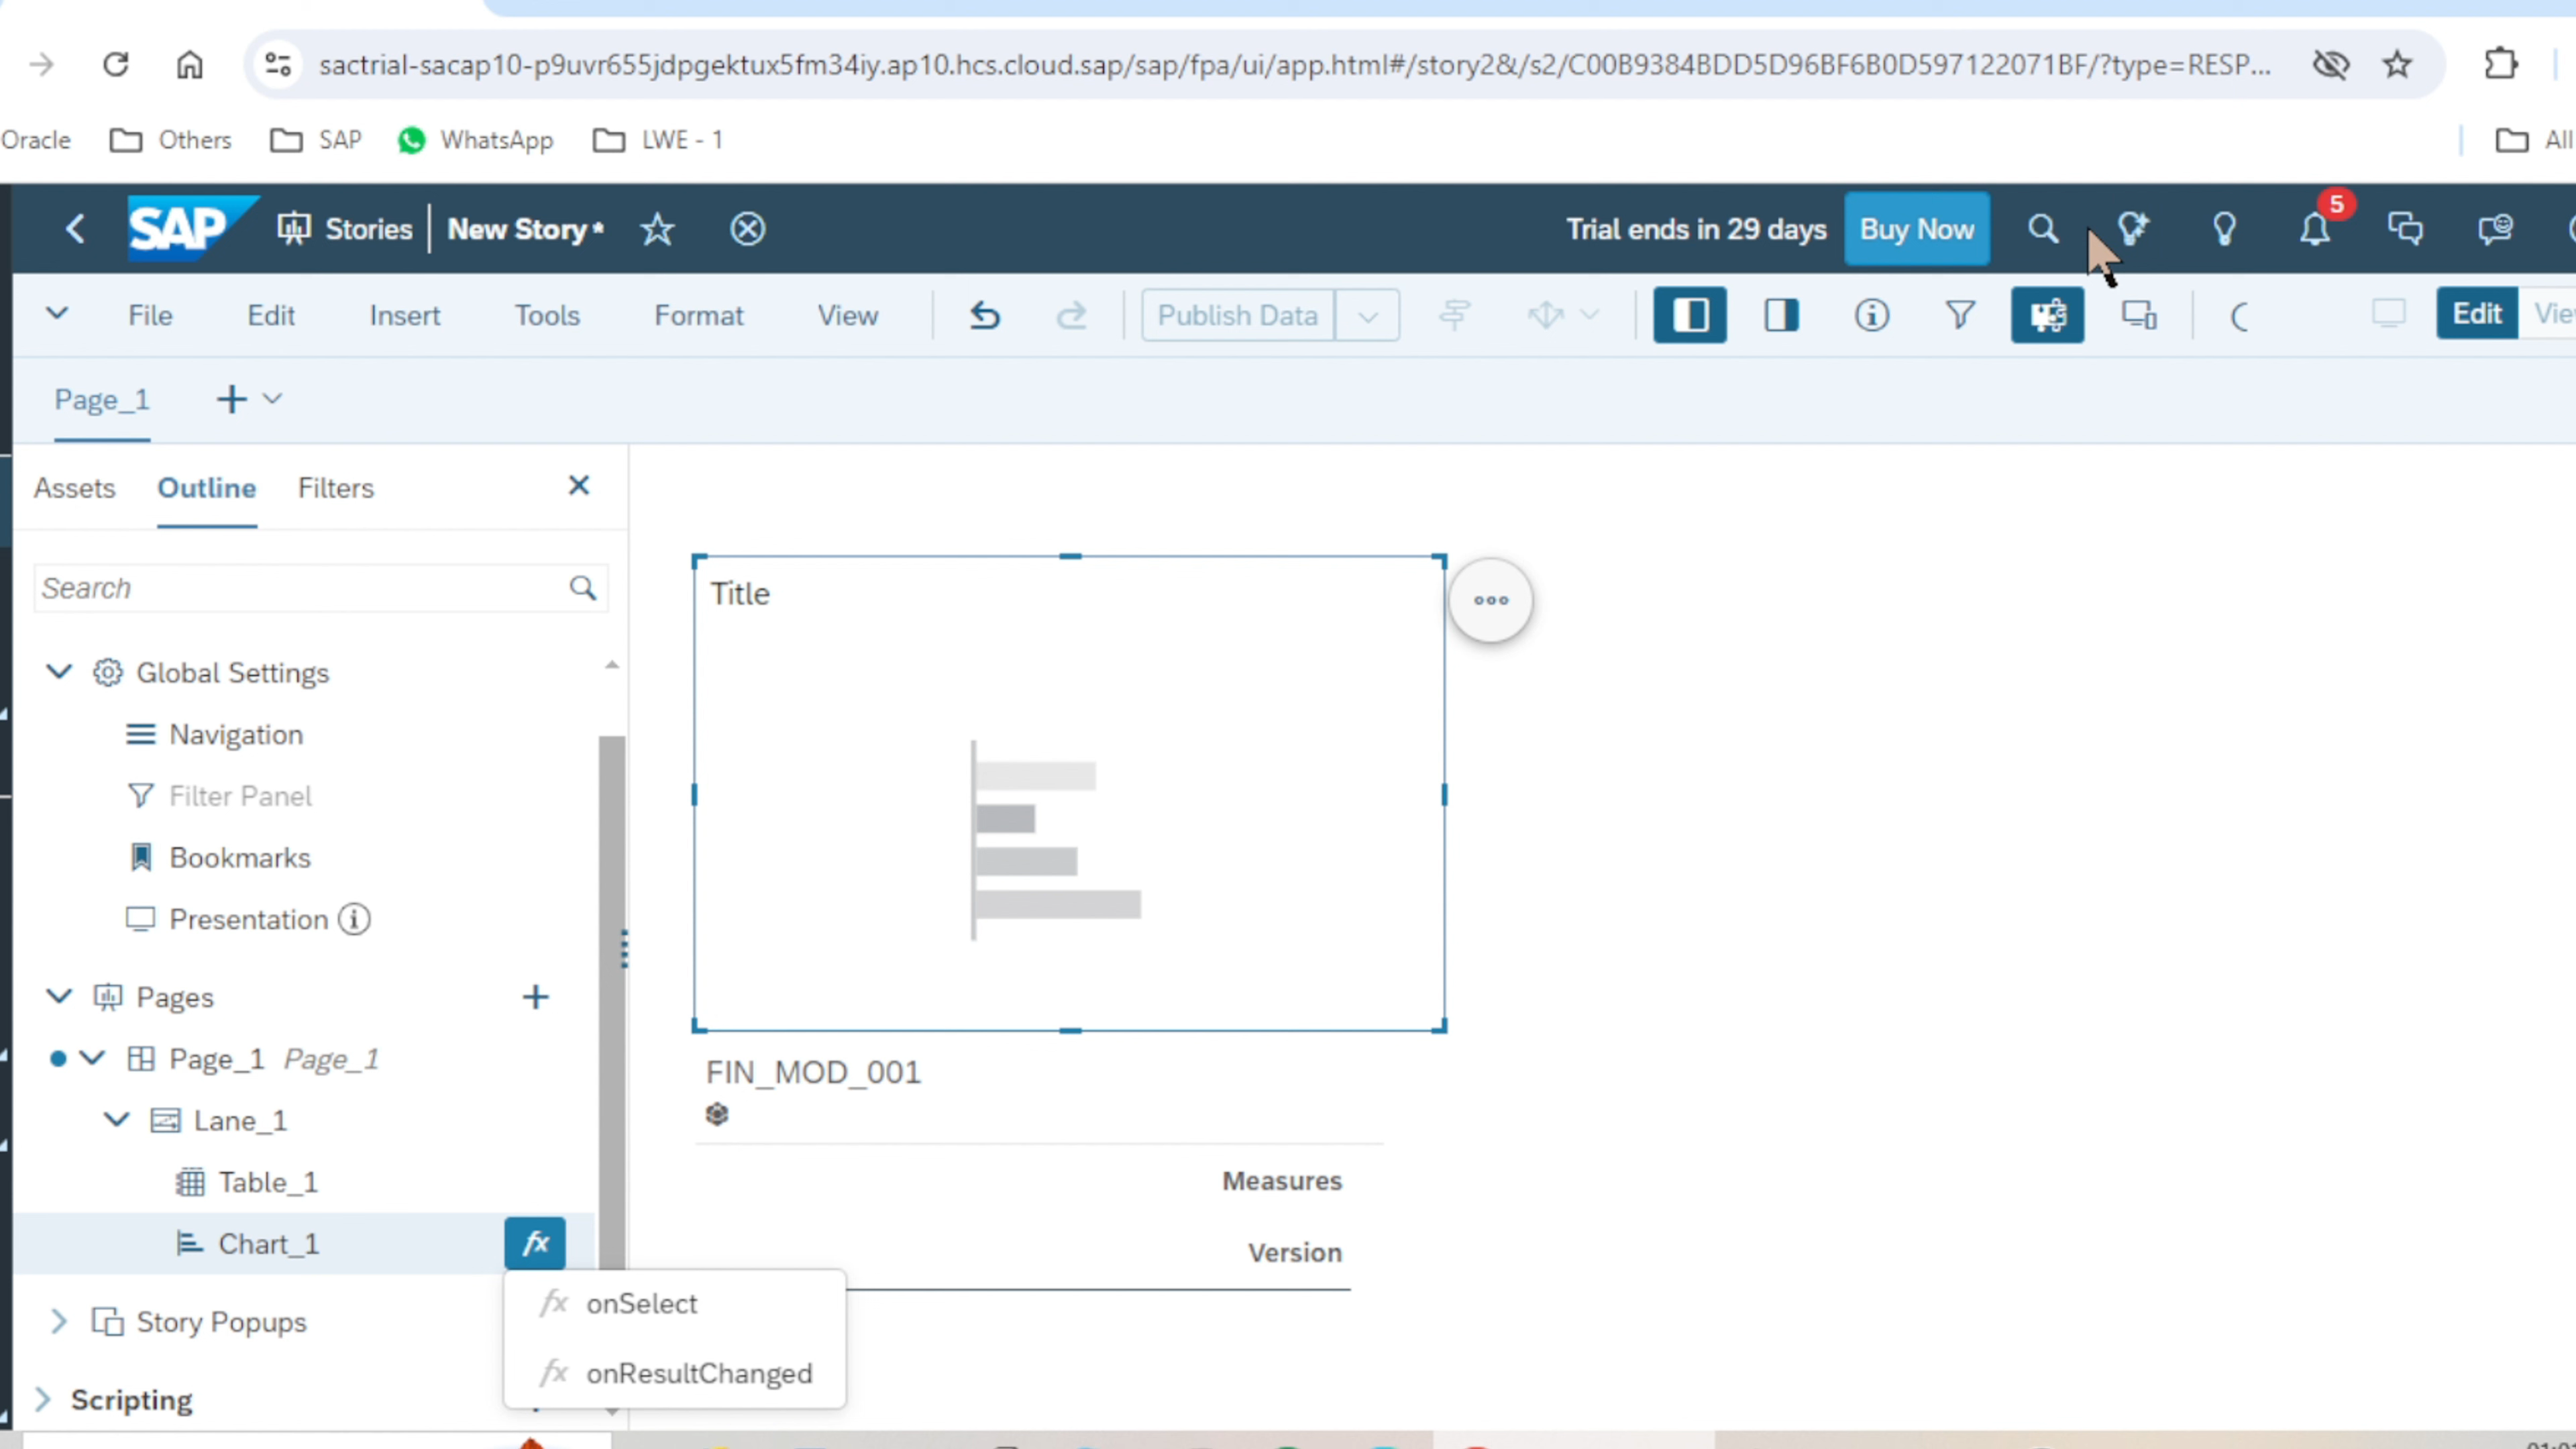 sactrial-sacap10-p9uvr655jdpgektux5fm34iy.ap10.hcs.cloud.sap/sap/fpa/ui/app.html#/story2&/s2/C00B9384BDD5D96BF6B0D597122071BF/?type=RESP...
Oracle Others SAP WhatsApp LWE - 1 All
SAP Stories New Story* Trial ends in 29 days Buy Now 5
File Edit Insert Tools Format View Publish Data Edit
Page_1
Assets Outline Filters
Search
Title
Global Settings
Navigation
Filter Panel
Bookmarks
Presentation
Pages
Page_1 Page_1
Lane_1
Table_1
Chart_1 fx
fx onSelect
fx onResultChanged
Story Popups
Scripting
FIN_MOD_001
Measures
Version